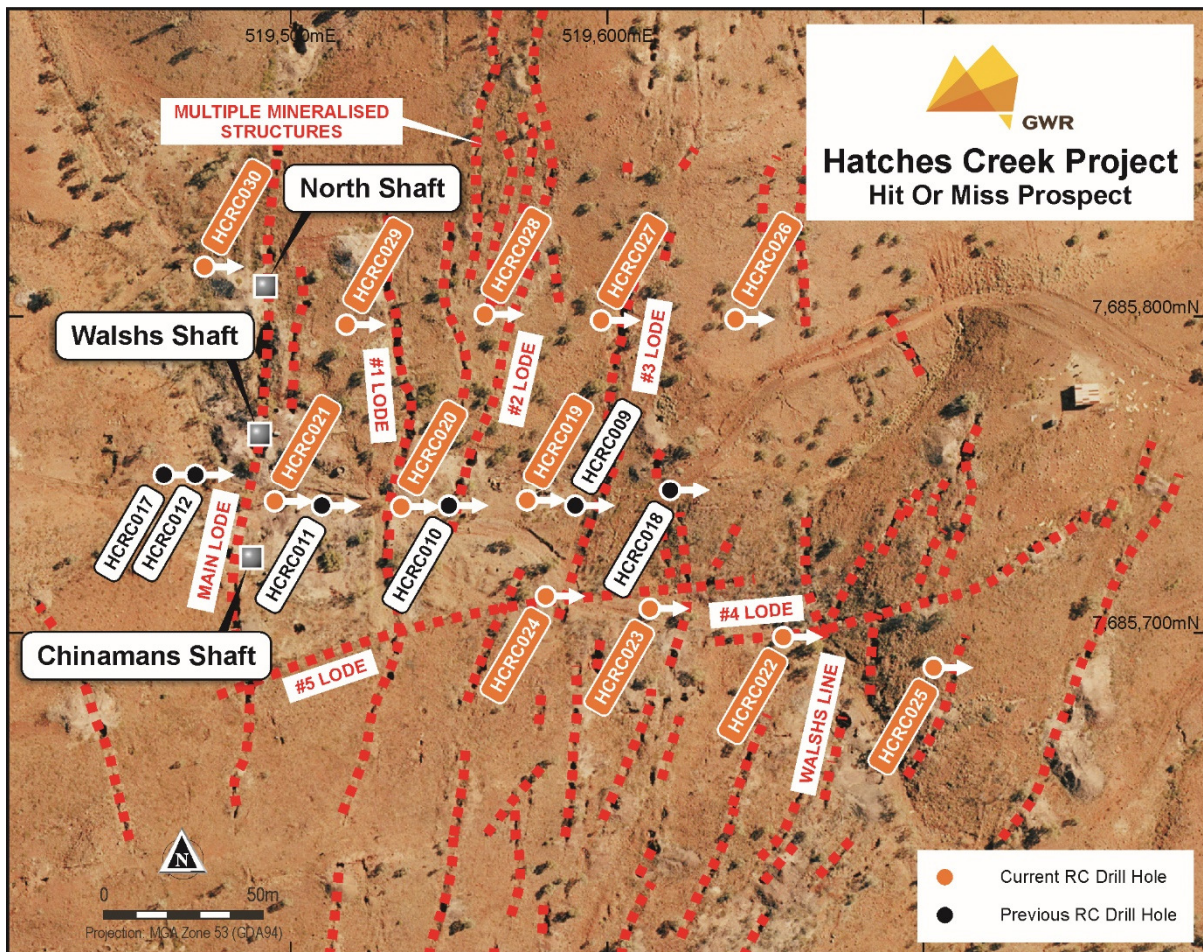 519,500mE
519,600mE
GWR
Hatches Creek Project
Hit Or Miss Prospect
MULTIPLE MINERALISED
STRUCTURES
North Shaft
HCRC030
HCRC029
HCRC028
HCRC027
HCRC026
7,685,800mN
Walshs Shaft
#1 LODE
#2 LODE
#3 LODE
HCRC021
HCRC020
HCRC019
HCRC009
HCRC017
HCRC012
MAIN LODE
HCRC011
HCRC010
HCRC018
Chinamans Shaft
#5 LODE
HCRC024
HCRC023
#4 LODE
HCRC022
7,685,700mN
WALSHS LINE
HCRC025
N
0
50m
Projection: MGA Zone 53 (GDA94)
Current RC Drill Hole
Previous RC Drill Hole